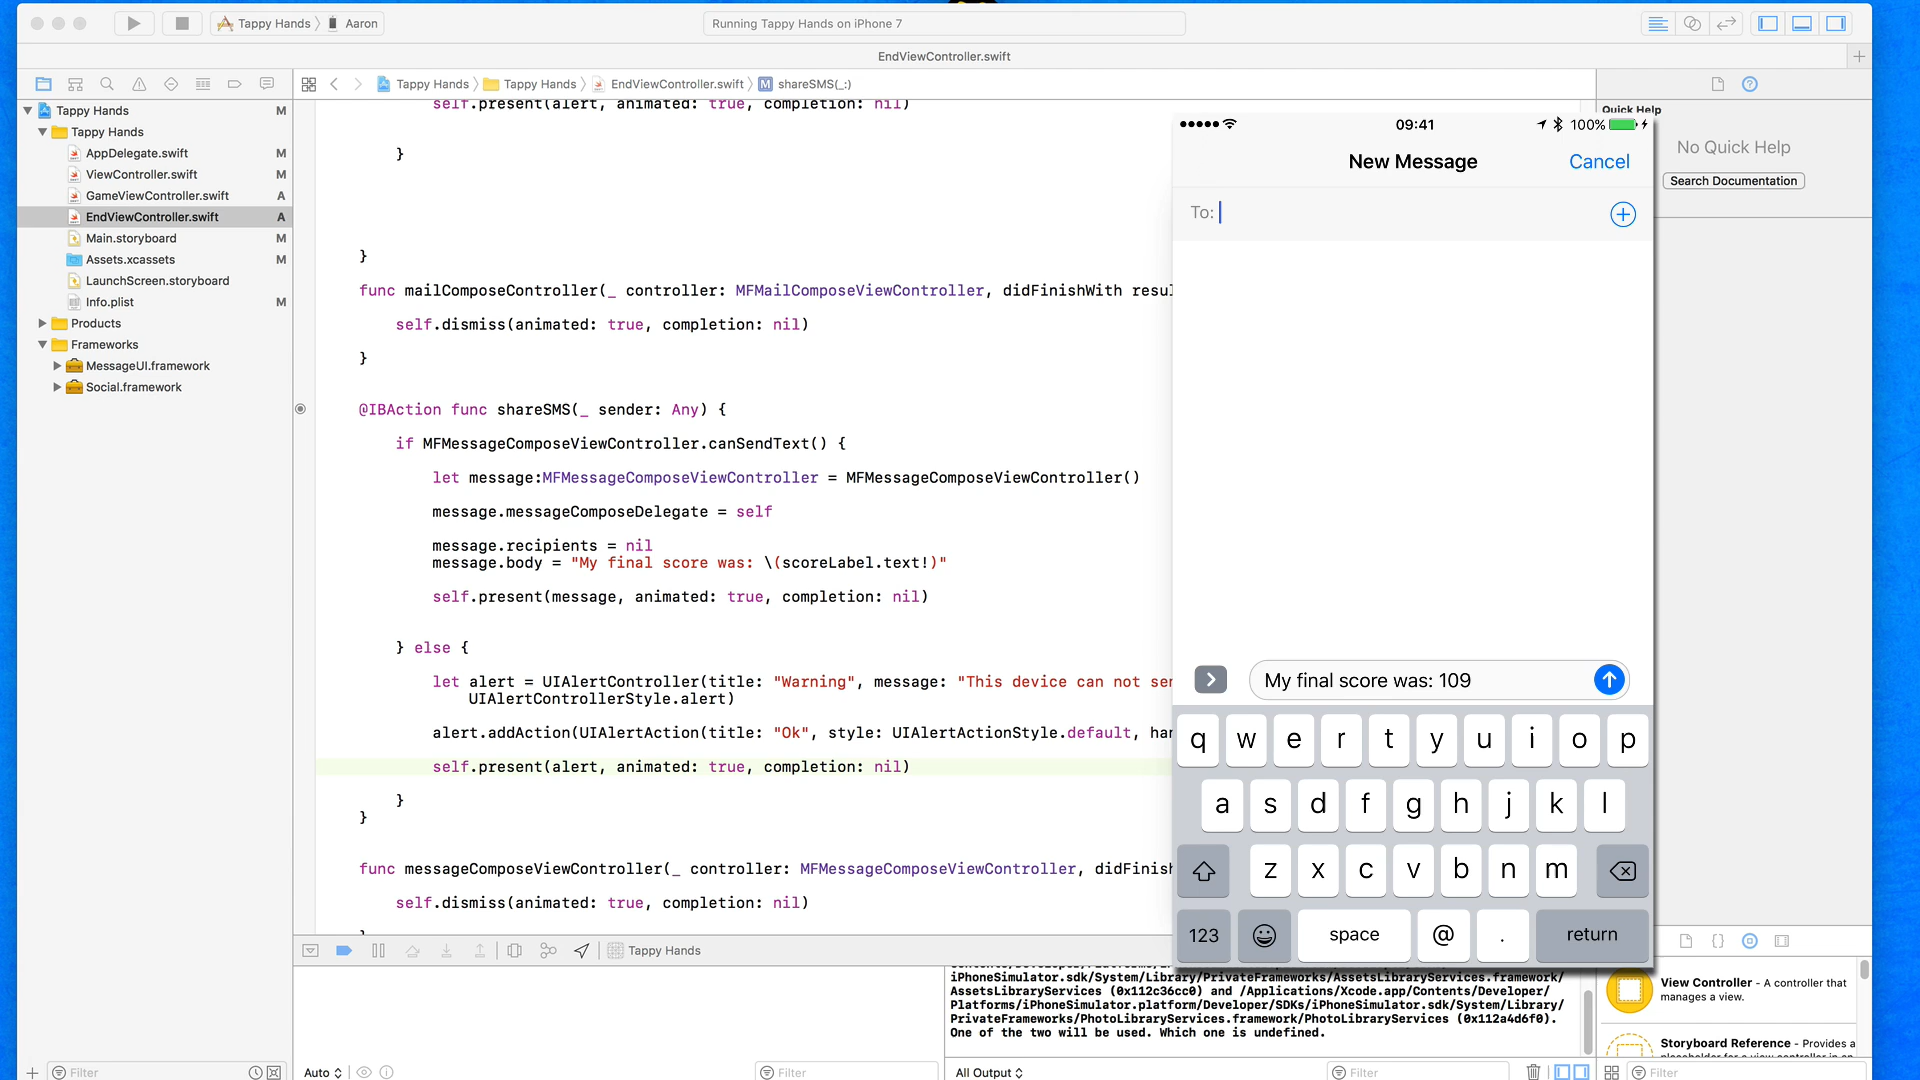 Tappy Hands
Aaron
Running Tappy Hands on iPhone 7
EndViewController.swift
Tappy Hands
Tappy Hands
EndViewController.swift
M
shareSMS(_:)
Tappy Hands M
Tappy Hands
AppDelegate.swift M
ViewController.swift M
GameViewController.swift A
EndViewController.swift A
Main.storyboard M
Assets.xcassets M
LaunchScreen.storyboard
Info.plist M
Products
Frameworks
MessageUI.framework
Social.framework
self.present(alert, animated: true, completion: nil)
}
}
func mailComposeController(_ controller: MFMailComposeViewController, didFinishWith resul
self.dismiss(animated: true, completion: nil)
}
@IBAction func shareSMS(_ sender: Any) {
if MFMessageComposeViewController.canSendText() {
let message:MFMessageComposeViewController = MFMessageComposeViewController()
message.messageComposeDelegate = self
message.recipients = nil
message.body = "My final score was: \(scoreLabel.text!)"
self.present(message, animated: true, completion: nil)
} else {
let alert = UIAlertController(title: "Warning", message: "This device can not se
UIAlertControllerStyle.alert)
alert.addAction(UIAlertAction(title: "Ok", style: UIAlertActionStyle.default, ha
self.present(alert, animated: true, completion: nil)
}
}
func messageComposeViewController(_ controller: MFMessageComposeViewController, didFinish
self.dismiss(animated: true, completion: nil)
}
Tappy Hands
Quick Help
No Quick Help
Search Documentation
09:41
100%
New Message
Cancel
To:
My final score was: 109
q w e r t y u i o p
a s d f g h j k l
z x c v b n m
123 space @ . return
iPhoneSimulator.sdk/System/Library/PrivateFrameworks/AssetsLibraryServices.framework/
AssetsLibraryServices (0x112c36cc0) and /Applications/Xcode.app/Contents/Developer/
Platforms/iPhoneSimulator.platform/Developer/SDKs/iPhoneSimulator.sdk/System/Library/
PrivateFrameworks/PhotoLibraryServices.framework/PhotoLibraryServices (0x112a4d6f0).
One of the two will be used. Which one is undefined.
View Controller - A controller that
manages a view.
Storyboard Reference - Provides a
Filter
Auto
Filter
All Output
Filter
Filter